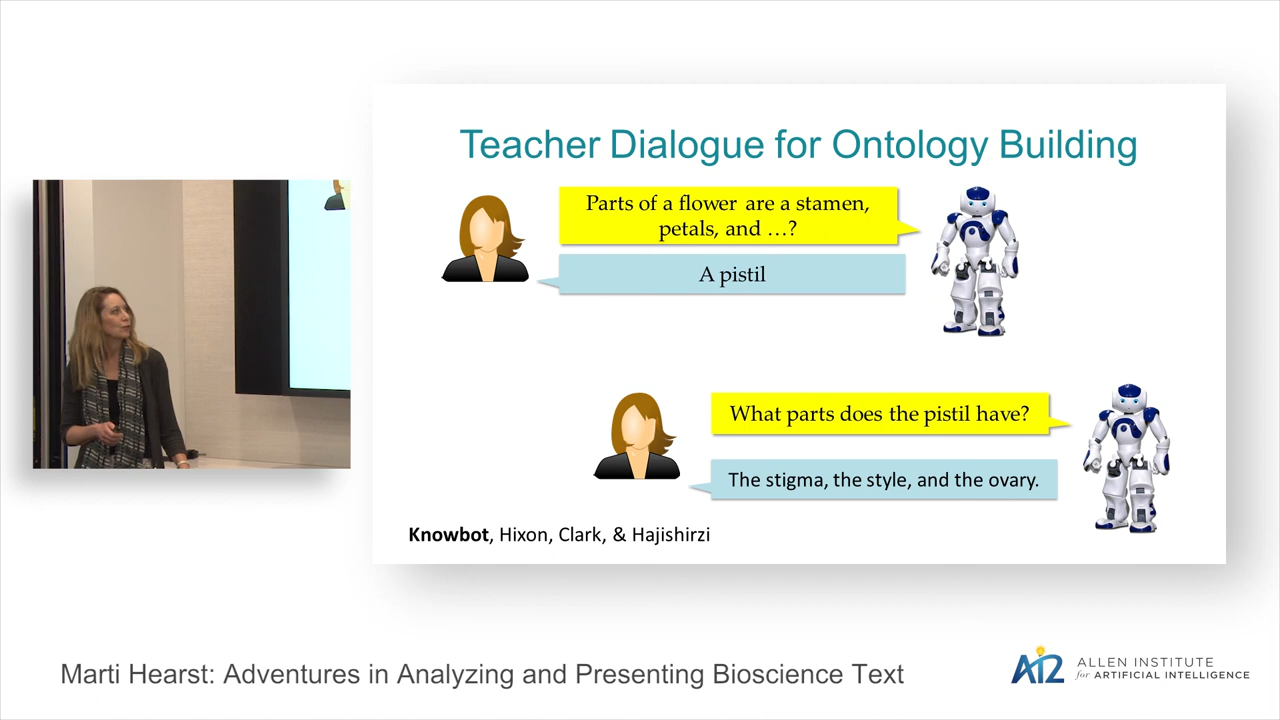 Teacher Dialogue for Ontology Building
Parts of a flower are a stamen,
petals, and …?
A pistil
What parts does the pistil have?
The stigma, the style, and the ovary.
Knowbot, Hixon, Clark, & Hajishirzi
Marti Hearst: Adventures in Analyzing and Presenting Bioscience Text
AI2
ALLEN INSTITUTE
for ARTIFICIAL INTELLIGENCE